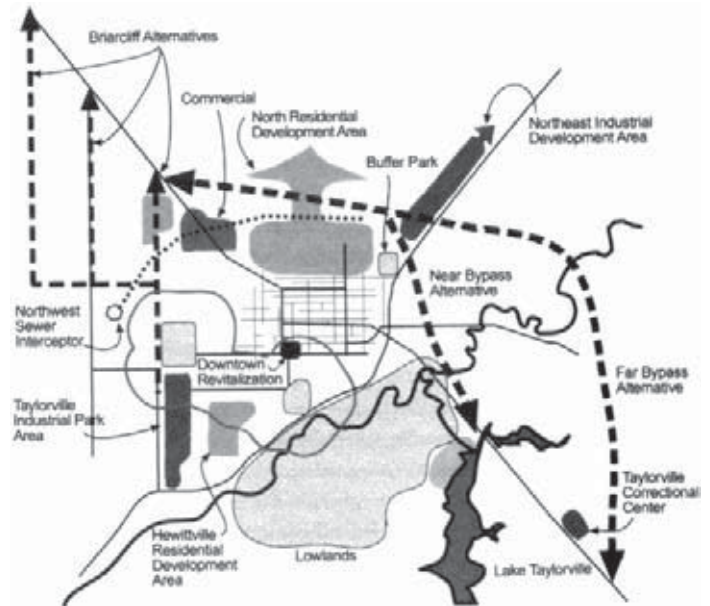 Briarcliff Alternatives
Commercial
North Residential
Development Area
Buffer Park
Northeast Industrial
Development Area
Near Bypass
Alternative
Northwest
Sewer
Interceptor
Downtown
Revitalization
Far Bypass
Alternative
Taylorville
Industrial Park
Area
Taylorville
Correctional
Center
Hewittville
Residential
Development
Area
Lowlands
Lake Taylorville